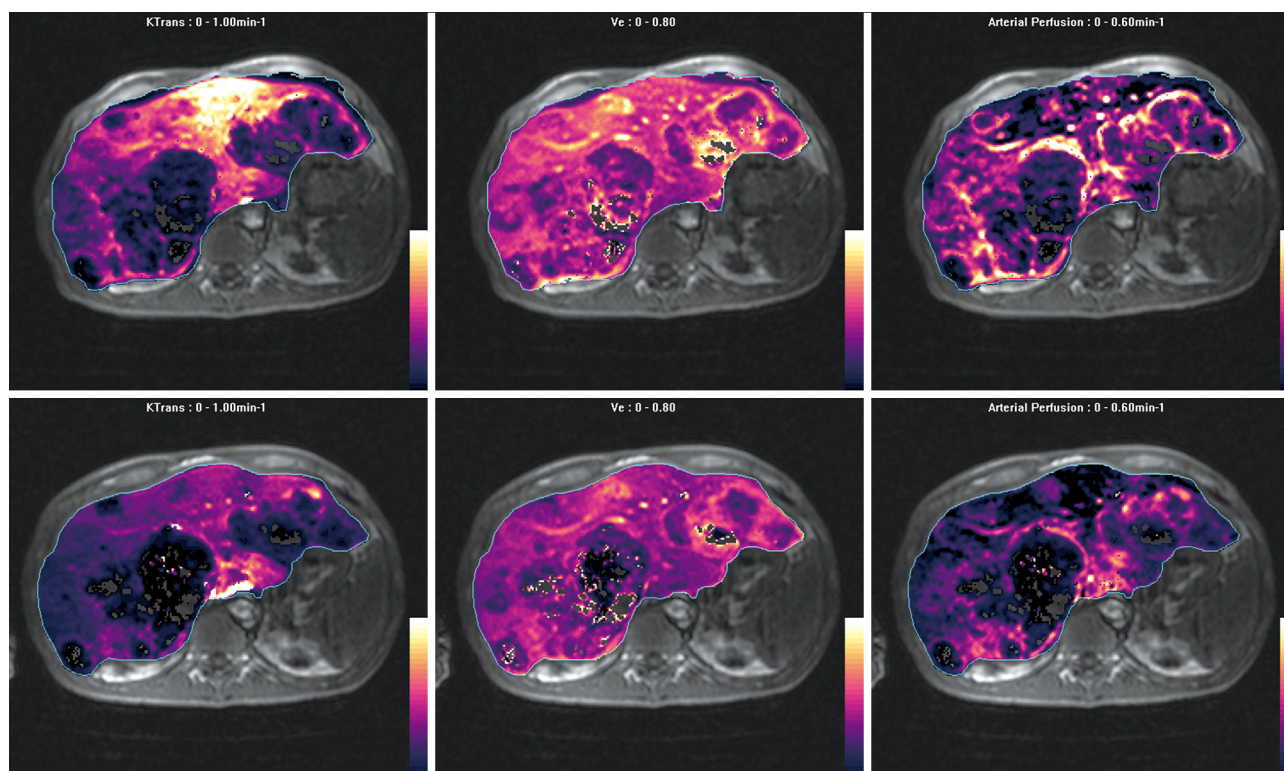 KTrans : 0 - 1.00min-1
Ve : 0 - 0.80
Arterial Perfusion : 0 - 0.60min-1
KTrans : 0 - 1.00min-1
Ve : 0 - 0.80
Arterial Perfusion : 0 - 0.60min-1